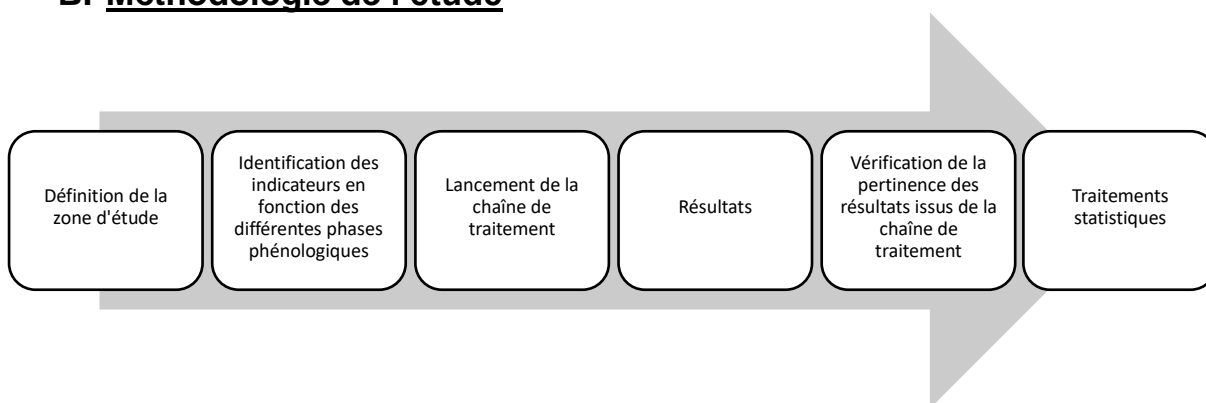 B. Méthodologie de l'étude
Définition de la
zone d'étude
Identification des
indicateurs en
fonction des
différentes phases
phénologiques
Lancement de la
chaîne de
traitement
Résultats
Vérification de la
pertinence des
résultats issus de la
chaîne de
traitement
Traitements
statistiques